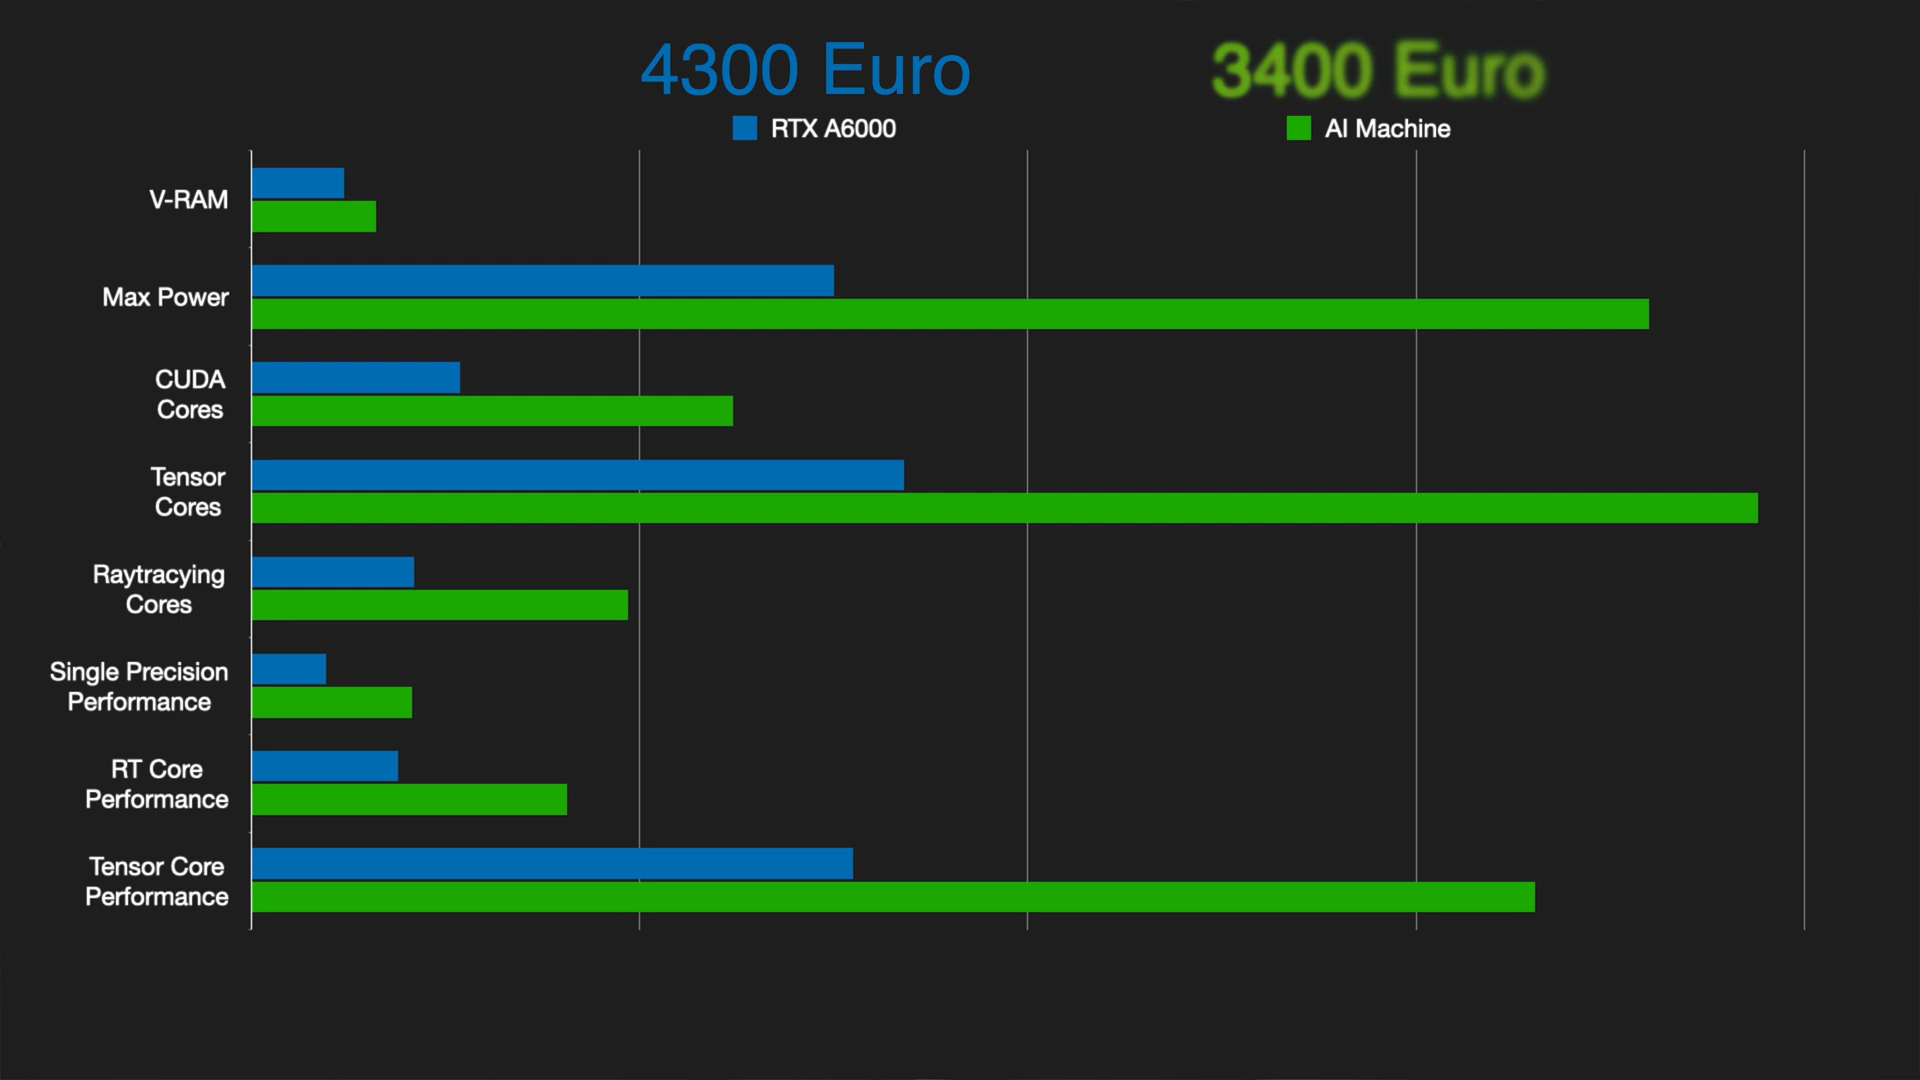 4300 Euro
3400 Euro
RTX A6000
AI Machine
V-RAM
Max Power
CUDA
Cores
Tensor
Cores
Raytracying
Cores
Single Precision
Performance
RT Core
Performance
Tensor Core
Performance